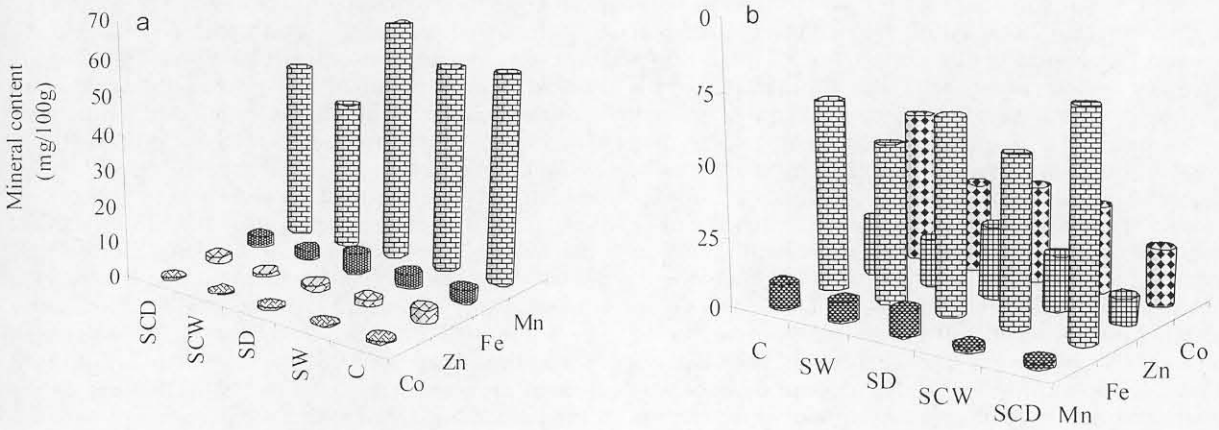 a
Mineral content
(mg/100g)
70
60
50
40
30
20
10
0
SCD
SCW
SD
SW
C
Co
Zn
Fe
Mn
b
0
75
50
25
0
C
SW
SD
SCW
SCD
Mn
Fe
Zn
Co